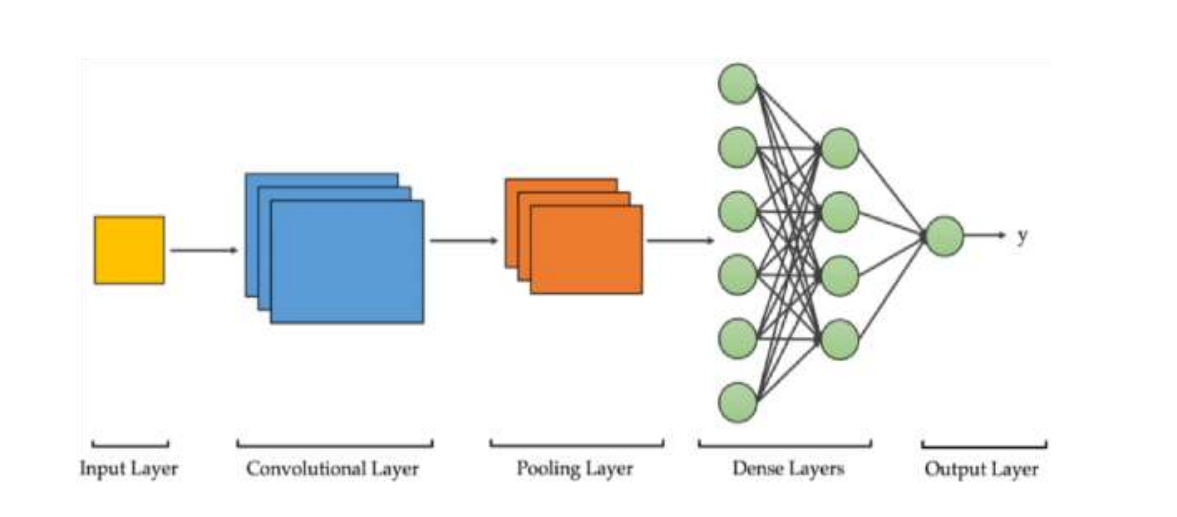 y
Input Layer
Convolutional Layer
Pooling Layer
Dense Layers
Output Layer